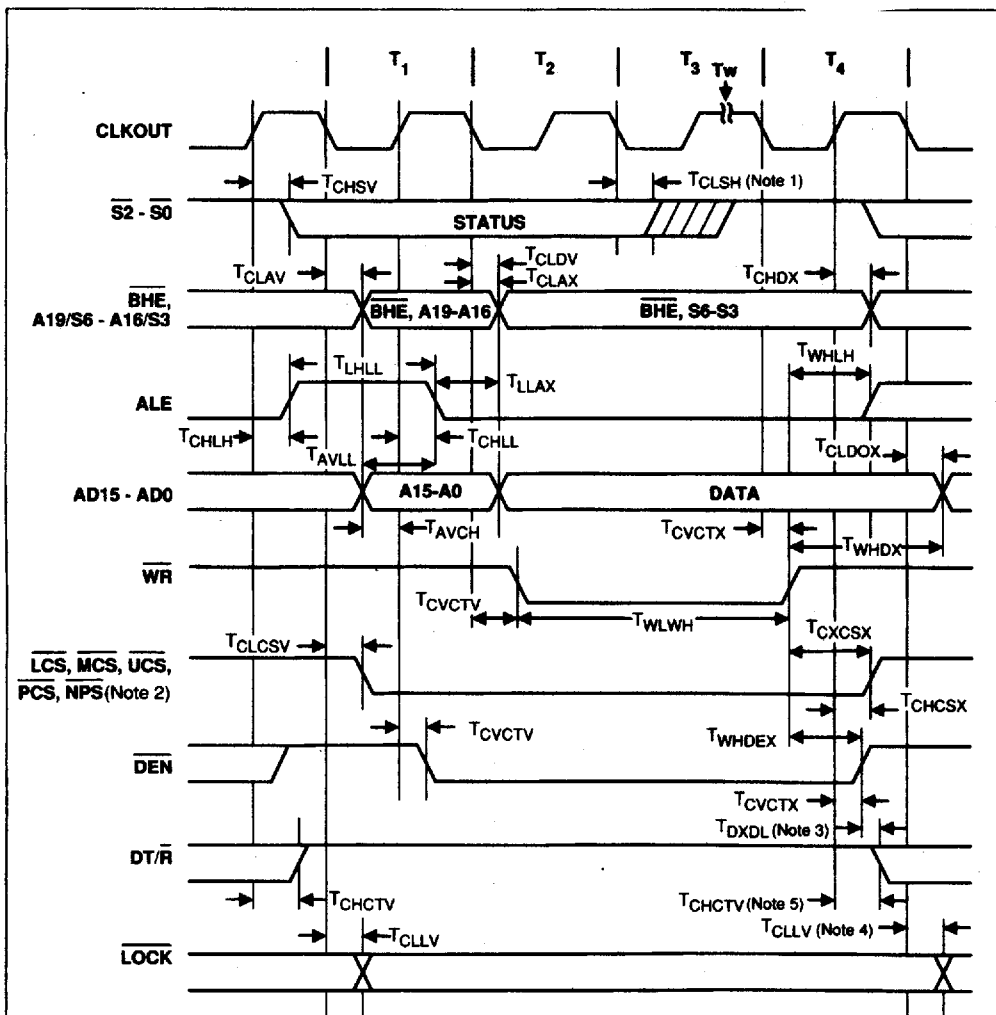 T1 T2 T3 Tw T4
CLKOUT
TCHSV TCLSH (Note 1)
S2 - S0 STATUS
TCLDV
TCLAV TCLAX TCHDX
BHE,
A19/S6 - A16/S3 BHE, A19-A16 BHE, S6-S3
TLHLL TWHLH
TLLAX
ALE
TCHLH TCHLL TCLDOX
TAVLL
AD15 - AD0 A15-A0 DATA
TAVCH TCVCTX TWHDX
WR
TCVCTV TWLWH TCXCSX
TCLCSV
LCS, MCS, UCS,
PCS, NPS (Note 2)
TCHCSX
TCVCTV TWHDEX
DEN
TCVCTX
TDXDL (Note 3)
DT/R
TCHCTV TCHCTV (Note 5)
TCLLV TCLLV (Note 4)
LOCK